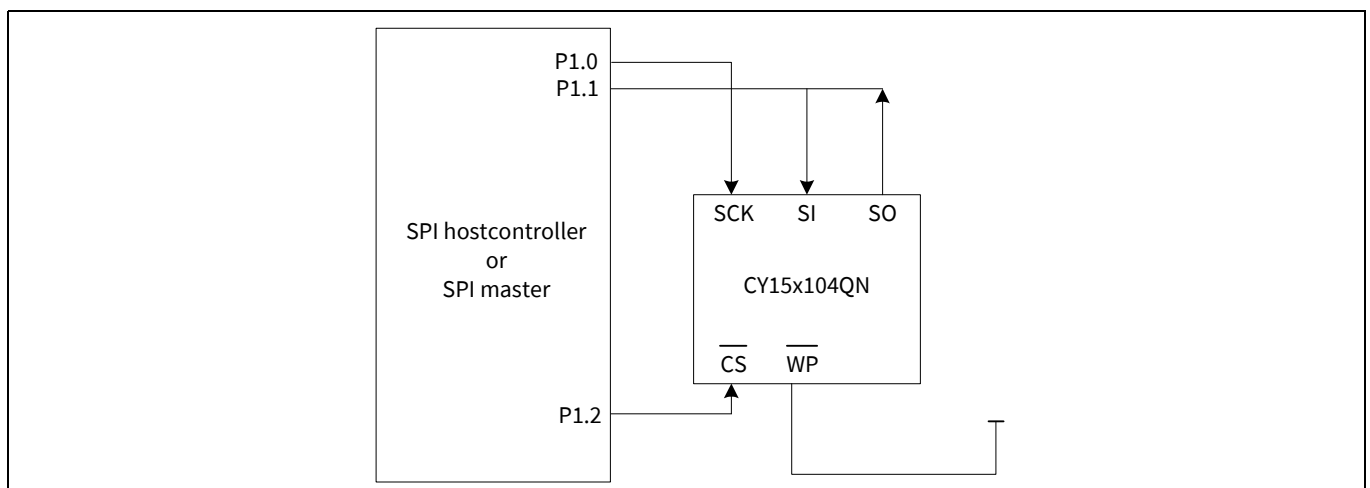 P1.0
P1.1
SPI hostcontroller
or
SPI master
SCK SI SO
CY15x104QN
CS WP
P1.2